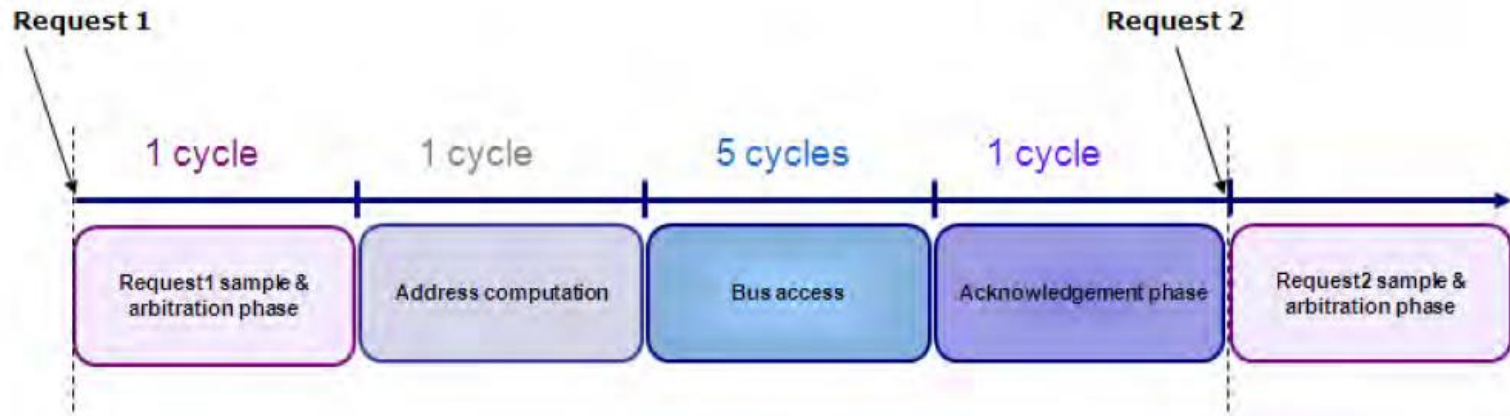 Request 1
Request 2
1 cycle
1 cycle
5 cycles
1 cycle
Request1 sample &
arbitration phase
Address computation
Bus access
Acknowledgement phase
Request2 sample &
arbitration phase